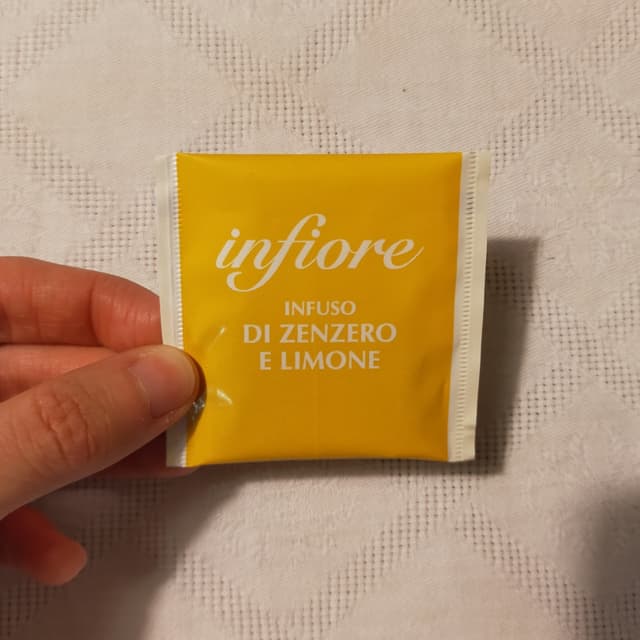 infiore
INFUSO
DI ZENZERO
E LIMONE